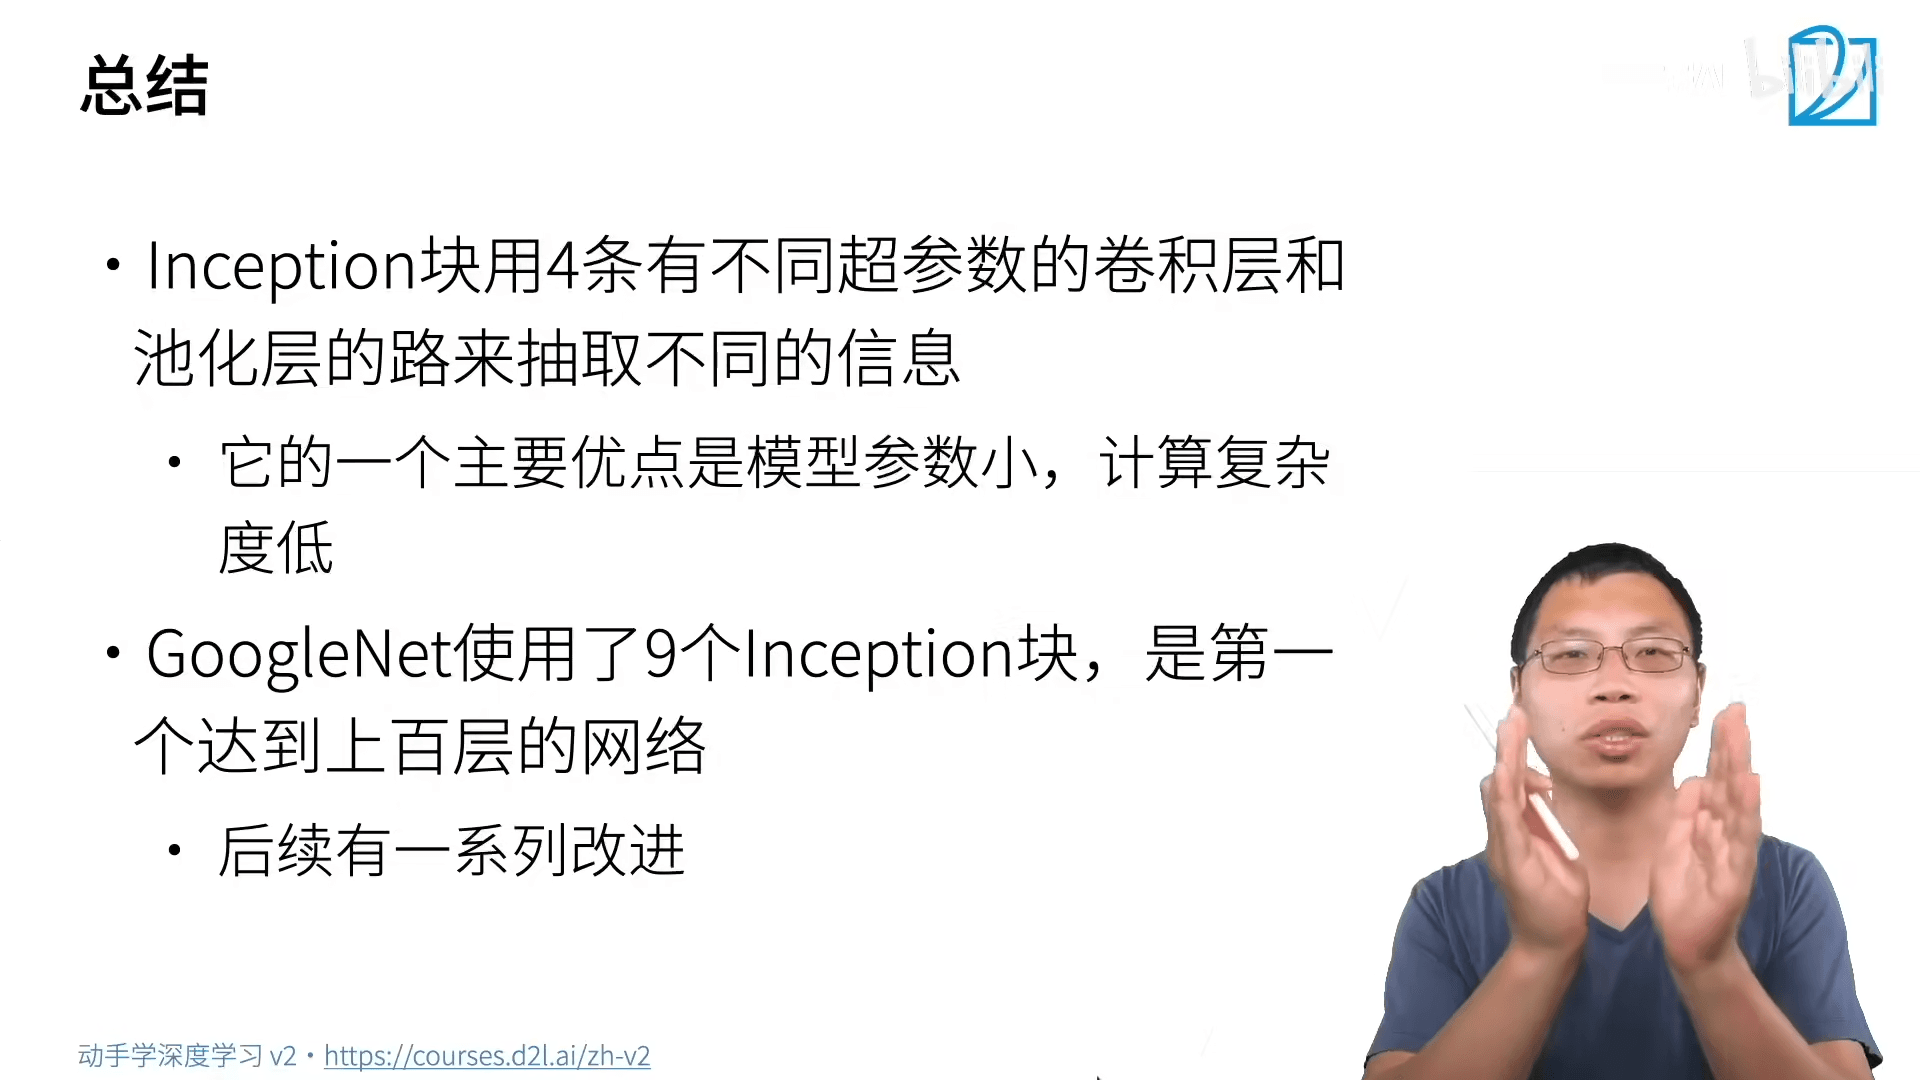 总结
• Inception块用4条有不同超参数的卷积层和
池化层的路来抽取不同的信息
• 它的一个主要优点是模型参数小，计算复杂
度低
• GoogleNet使用了9个Inception块，是第一
个达到上百层的网络
• 后续有一系列改进
动手学深度学习 v2 • https://courses.d2l.ai/zh-v2
bilibili